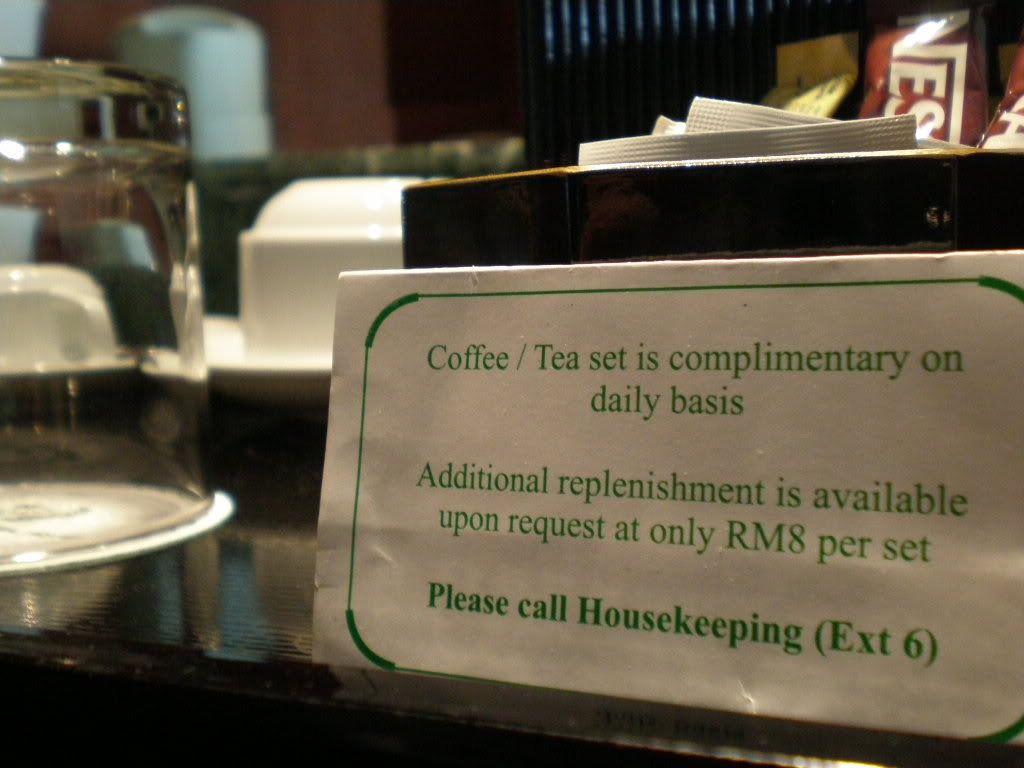 NES
Coffee / Tea set is complimentary on
daily basis
Additional replenishment is available
upon request at only RM8 per set
Please call Housekeeping (Ext 6)